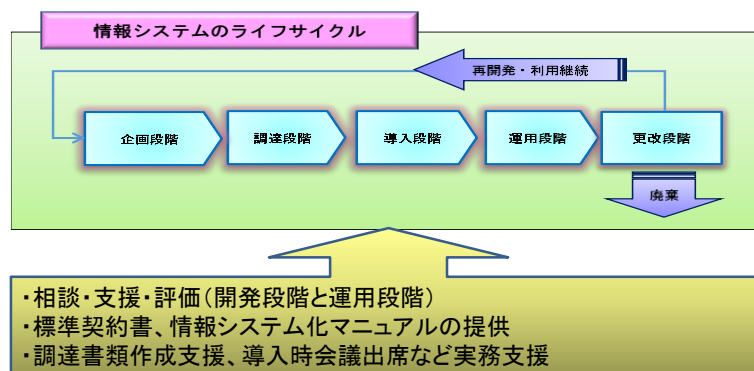 情報システムのライフサイクル
再開発・利用継続
企画段階
調達段階
導入段階
運用段階
更改段階
廃棄
・相談・支援・評価(開発段階と運用段階)
・標準契約書、情報システム化マニュアルの提供
・調達書類作成支援、導入時会議出席など実務支援